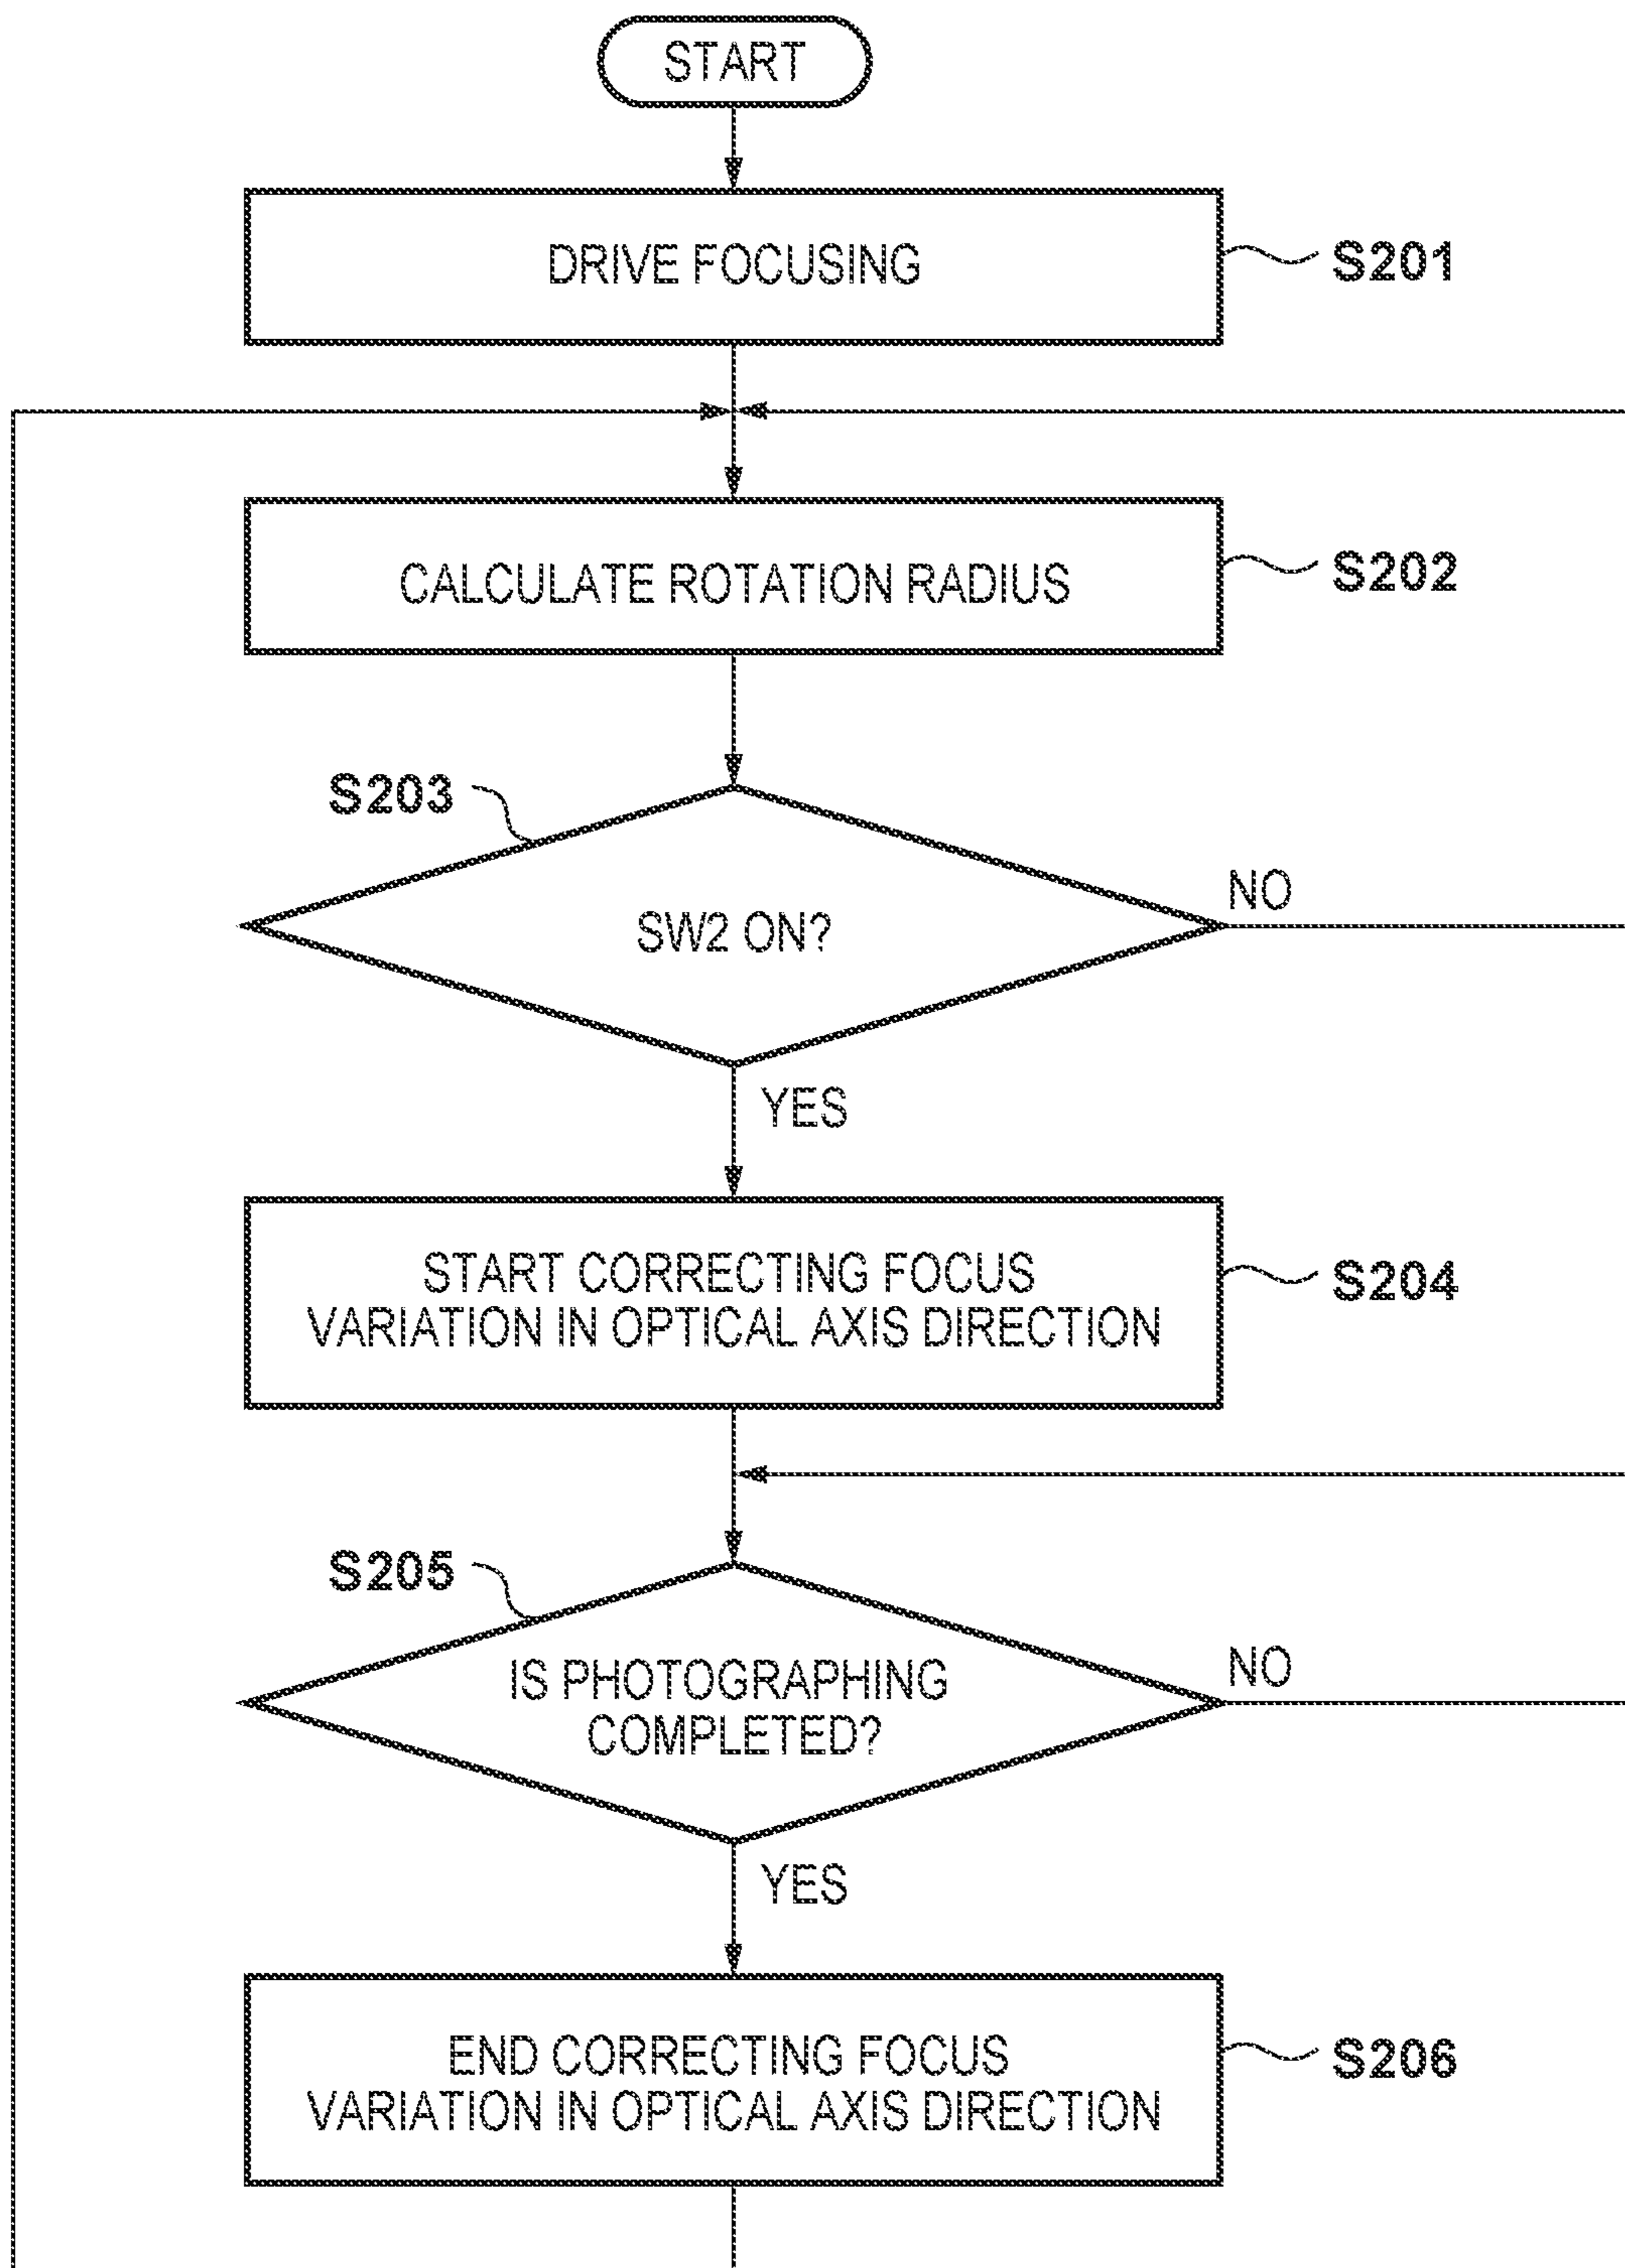 START
DRIVE FOCUSING
S201
CALCULATE ROTATION RADIUS
S202
S203
SW2 ON?
NO
YES
START CORRECTING FOCUS
VARIATION IN OPTICAL AXIS DIRECTION
S204
S205
IS PHOTOGRAPHING
COMPLETED?
NO
YES
END CORRECTING FOCUS
VARIATION IN OPTICAL AXIS DIRECTION
S206